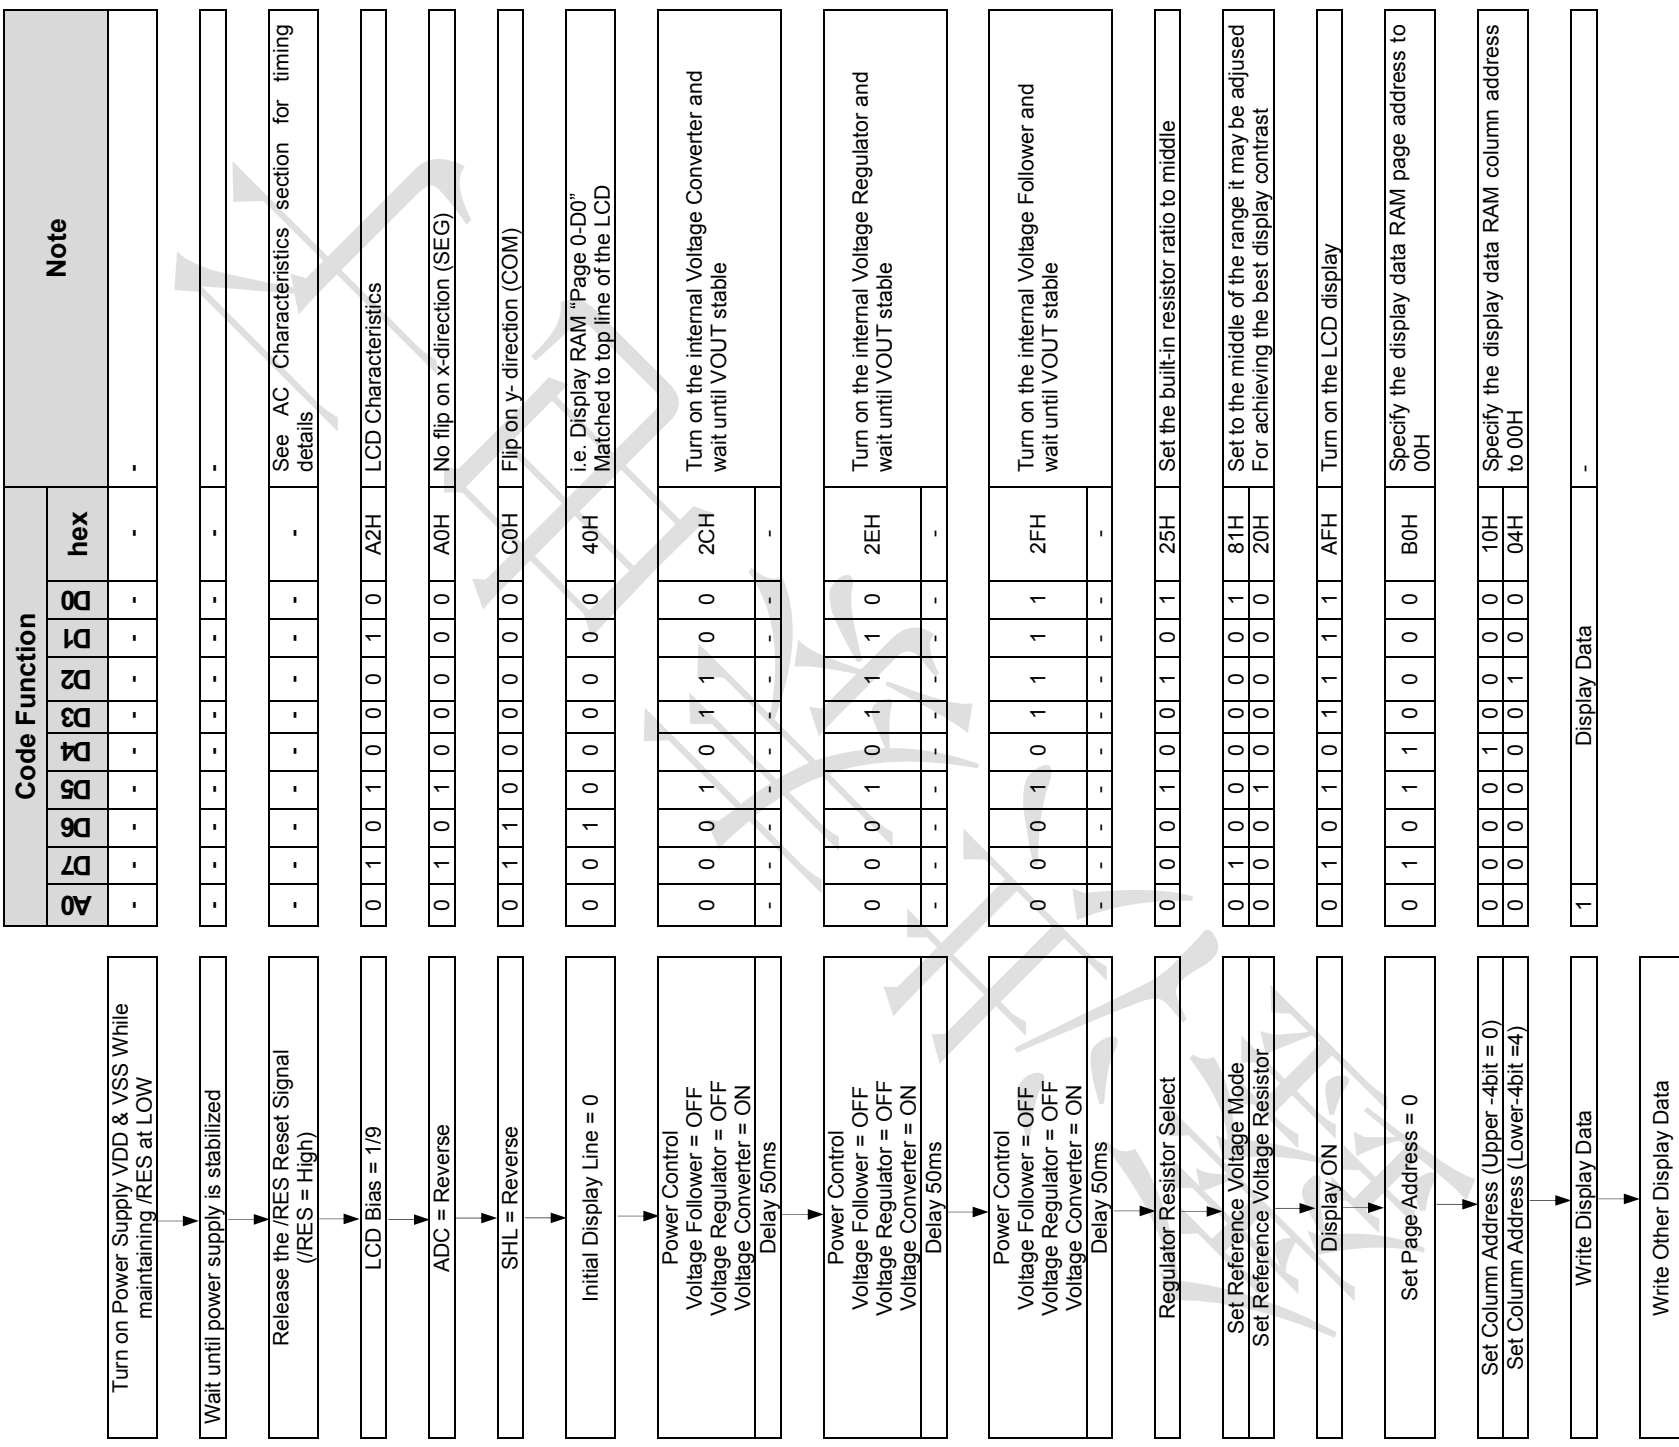 Code Function Note
A0 D7 D6 D5 D4 D3 D2 D1 D0 hex
Turn on Power Supply VDD & VSS While
maintaining /RES at LOW
- - - - - - - - - - -
Wait until power supply is stabilized
- - - - - - - - - - -
Release the /RES Reset Signal
(/RES = High)
- - - - - - - - - -
See AC Characteristics section for timing
details
LCD Bias = 1/9
0 1 0 1 0 0 0 1 0 A2H LCD Characteristics
ADC = Reverse
0 1 0 1 0 0 0 0 0 A0H No flip on x-direction (SEG)
SHL = Reverse
0 1 1 0 0 0 0 0 0 C0H Flip on y- direction (COM)
Initial Display Line = 0
0 0 1 0 0 0 0 0 0 40H
i.e. Display RAM “Page 0-D0”
Matched to top line of the LCD
Power Control
Voltage Follower = OFF
Voltage Regulator = OFF
Voltage Converter = ON
Delay 50ms
0 0 0 1 0 1 1 0 0 2CH
- - - - - - - - - -
Turn on the internal Voltage Converter and
wait until VOUT stable
Power Control
Voltage Follower = OFF
Voltage Regulator = OFF
Voltage Converter = ON
Delay 50ms
0 0 0 1 0 1 1 1 0 2EH
- - - - - - - - - -
Turn on the internal Voltage Regulator and
wait until VOUT stable
Power Control
Voltage Follower = OFF
Voltage Regulator = OFF
Voltage Converter = ON
Delay 50ms
0 0 0 1 0 1 1 1 1 2FH
- - - - - - - - - -
Turn on the internal Voltage Follower and
wait until VOUT stable
Regulator Resistor Select
0 0 0 1 0 0 1 0 1 25H Set the built-in resistor ratio to middle
Set Reference Voltage Mode
Set Reference Voltage Resistor
0 1 0 0 0 0 0 0 1 81H
0 0 0 1 0 0 0 0 0 20H
Set to the middle of the range it may be adjused
For achieving the best display contrast
Display ON
0 1 0 1 0 1 1 1 1 AFH Turn on the LCD display
Set Page Address = 0
0 1 0 1 1 0 0 0 0 B0H
Specify the display data RAM page address to
00H
Set Column Address (Upper -4bit = 0)
Set Column Address (Lower-4bit =4)
0 0 0 0 1 0 0 0 0 10H
0 0 0 0 0 0 1 0 0 04H
Specify the display data RAM column address
to 00H
Write Display Data
1 Display Data -
Write Other Display Data